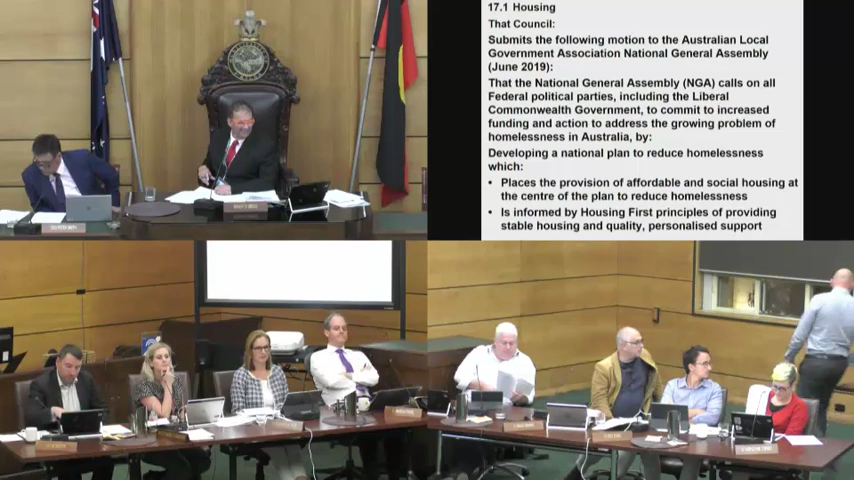 17.1 Housing
That Council:
Submits the following motion to the Australian Local
Government Association National General Assembly
(June 2019):
That the National General Assembly (NGA) calls on all
Federal political parties, including the Liberal
Commonwealth Government, to commit to increased
funding and action to address the growing problem of
homelessness in Australia, by:
Developing a national plan to reduce homelessness
which:
• Places the provision of affordable and social housing at
the centre of the plan to reduce homelessness
• Is informed by Housing First principles of providing
stable housing and quality, personalised support